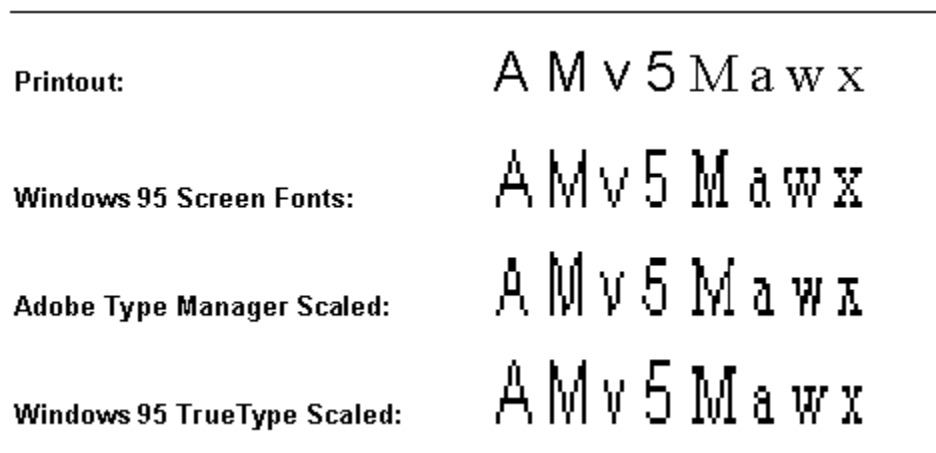 Printout: A M v 5 M a w x
Windows 95 Screen Fonts: A M v 5 M a w x
Adobe Type Manager Scaled: A M v 5 M a w x
Windows 95 TrueType Scaled: A M v 5 M a w x